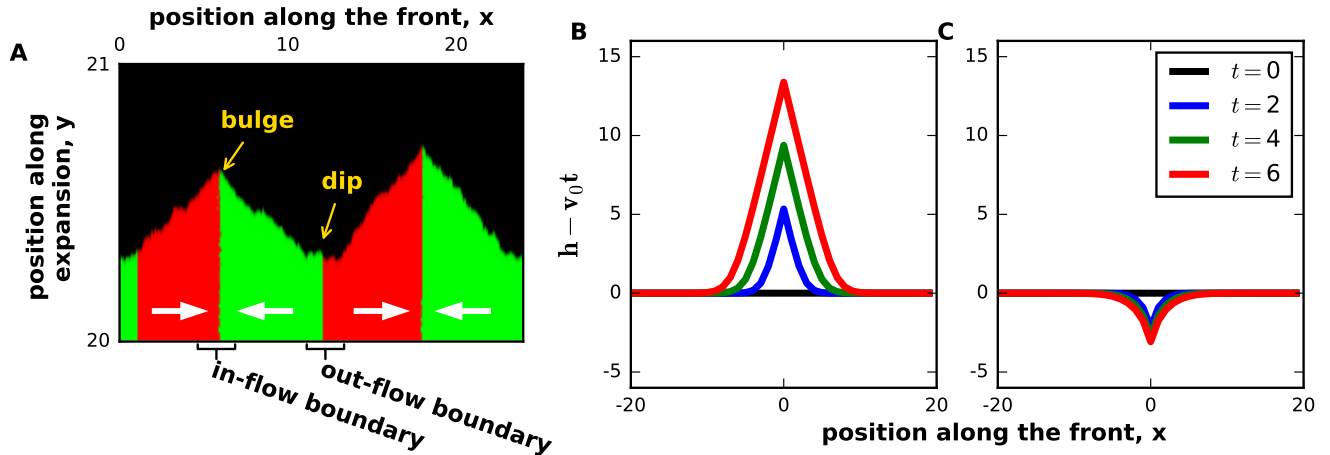 position along the front, x
0 10 20
A
21
20
position along
expansion, y
bulge
dip
in-flow boundary
out-flow boundary
B
15
10
5
0
-5
-20 0 20
h − v₀t
C
15
10
5
0
-5
-20 0 20
t = 0
t = 2
t = 4
t = 6
position along the front, x